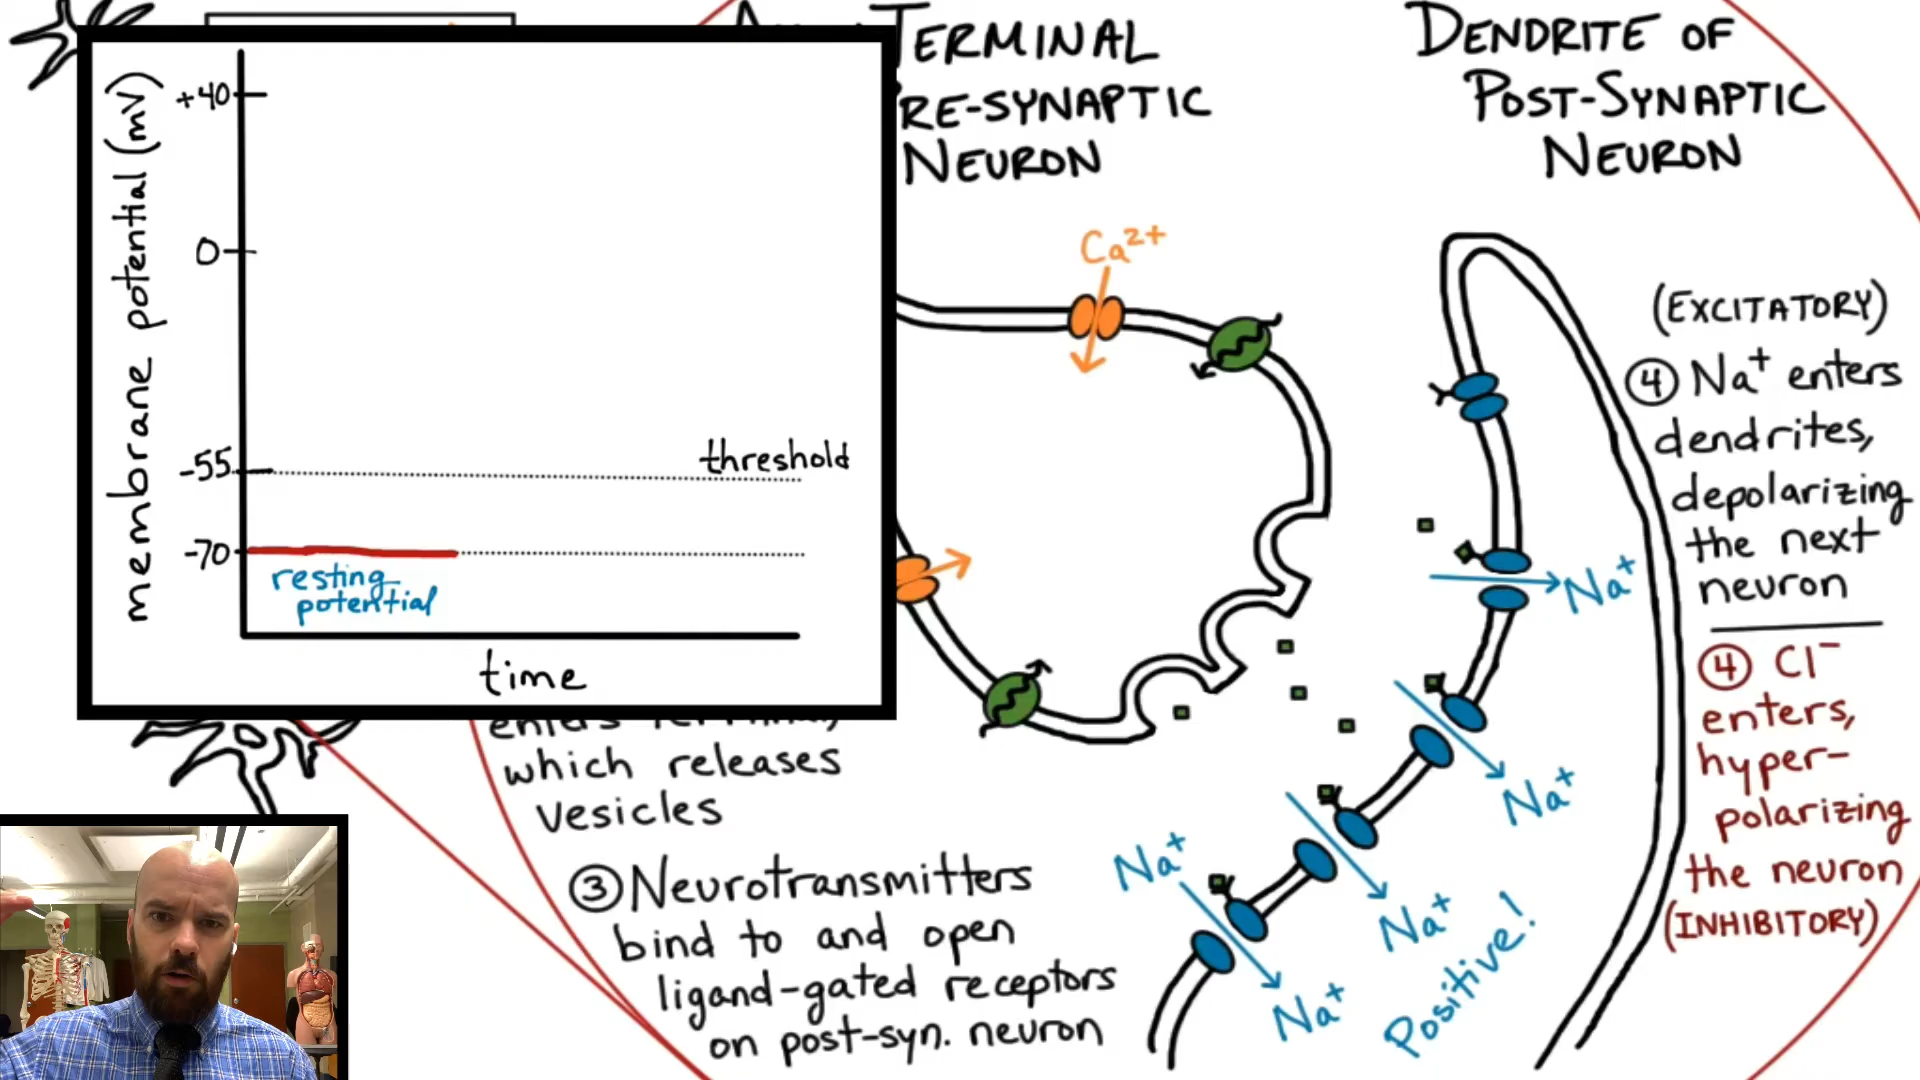 TERMINAL
RE-SYNAPTIC
NEURON
DENDRITE OF
POST-SYNAPTIC
NEURON
membrane potential (mV)
+40
0
-55
-70
threshold
resting
potential
time
Ca²⁺
(EXCITATORY)
④ Na⁺ enters
dendrites,
depolarizing
the next
neuron
④ Cl⁻
enters,
hyper-
polarizing
the neuron
(INHIBITORY)
Na⁺
Na⁺
Na⁺
Na⁺
Na⁺
Positive!
enters terminal,
which releases
vesicles
③ Neurotransmitters
bind to and open
ligand-gated receptors
on post-syn. neuron